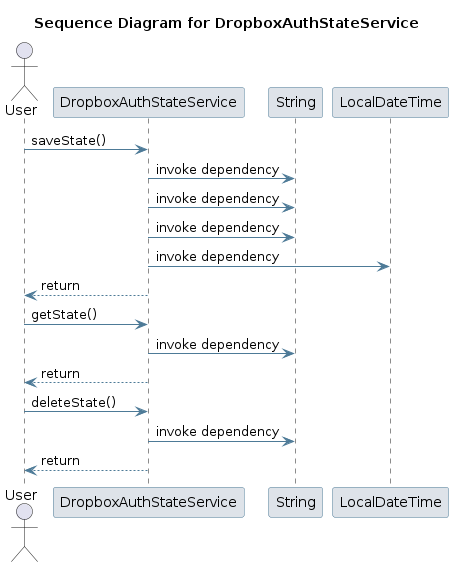 Sequence Diagram for DropboxAuthStateService
User
DropboxAuthStateService
String
LocalDateTime
saveState()
invoke dependency
invoke dependency
invoke dependency
invoke dependency
return
getState()
invoke dependency
return
deleteState()
invoke dependency
return
User
DropboxAuthStateService
String
LocalDateTime